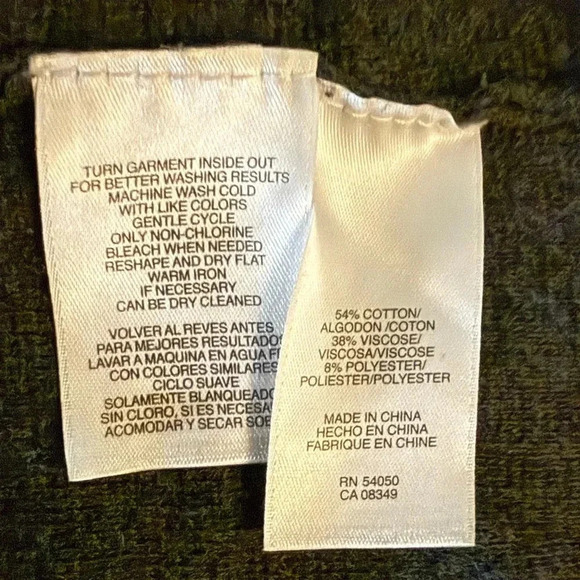 TURN GARMENT INSIDE OUT
FOR BETTER WASHING RESULTS
MACHINE WASH COLD
WITH LIKE COLORS
GENTLE CYCLE
ONLY NON-CHLORINE
BLEACH WHEN NEEDED
RESHAPE AND DRY FLAT
WARM IRON
IF NECESSARY
CAN BE DRY CLEANED
VOLVER AL REVES ANTES
PARA MEJORES RESULTADO
LAVAR A MAQUINA EN AGUA
CON COLORES SIMILARES
CICLO SUAVE
SOLAMENTE BLANQUEADO
SIN CLORO, SI ES
ACOMODAR Y SECAR
54% COTTON/
ALGODON /COTON
38% VISCOSE/
VISCOSA/VISCOSE
8% POLYESTER/
POLIESTER/POLYESTER
MADE IN CHINA
HECHO EN CHINA
FABRIQUE EN CHINE
RN 54050
CA 08349